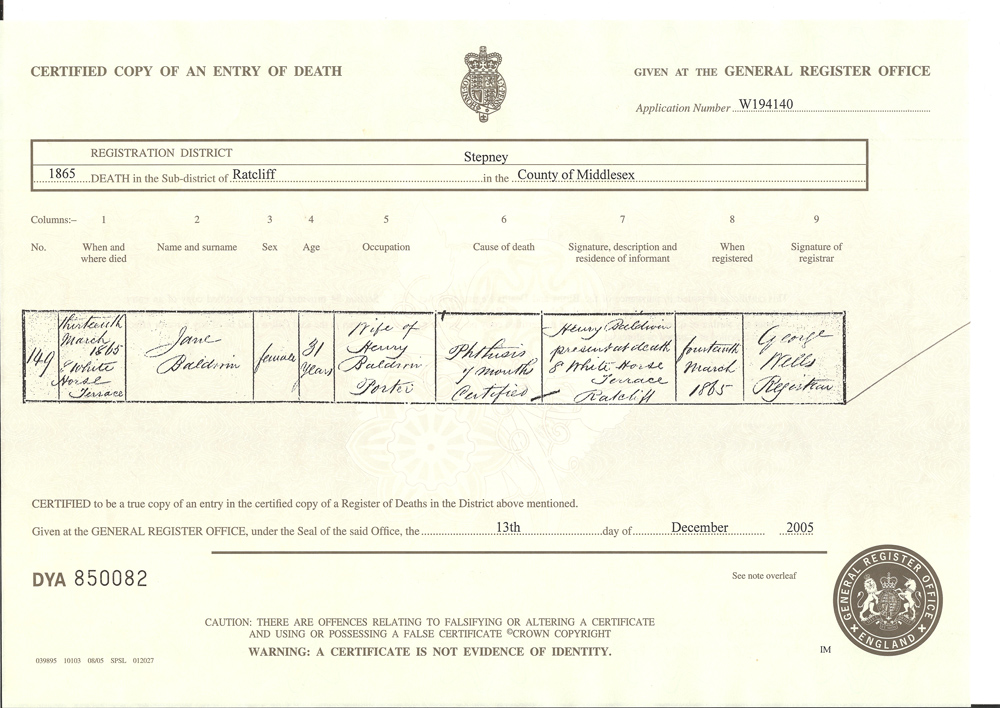 CERTIFIED COPY OF AN ENTRY OF DEATH
GIVEN AT THE GENERAL REGISTER OFFICE
Application Number W194140
REGISTRATION DISTRICT
Stepney
1865 DEATH in the Sub-district of Ratcliff in the County of Middlesex
Columns:– 1 2 3 4 5 6 7 8 9
No.
When and
where died
Name and surname
Sex
Age
Occupation
Cause of death
Signature, description and
residence of informant
When
registered
Signature of
registrar
149
thirteenth
March
1865
8 White
Horse
Terrace
Jane
Baldwin
female
31
Years
Wife of
Henry
Baldwin
Porter
Phthisis
9 months
Certified
Henry Baldwin
present at death
8 White Horse
Terrace
Ratcliff
fourteenth
March
1865
George
Wells
Registrar
CERTIFIED to be a true copy of an entry in the certified copy of a Register of Deaths in the District above mentioned.
Given at the GENERAL REGISTER OFFICE, under the Seal of the said Office, the 13th day of December 2005
DYA 850082
See note overleaf
GENERAL REGISTER OFFICE
ENGLAND
CAUTION: THERE ARE OFFENCES RELATING TO FALSIFYING OR ALTERING A CERTIFICATE
AND USING OR POSSESSING A FALSE CERTIFICATE ©CROWN COPYRIGHT
WARNING: A CERTIFICATE IS NOT EVIDENCE OF IDENTITY.
IM
039895 10103 08/05 SPSL 012027